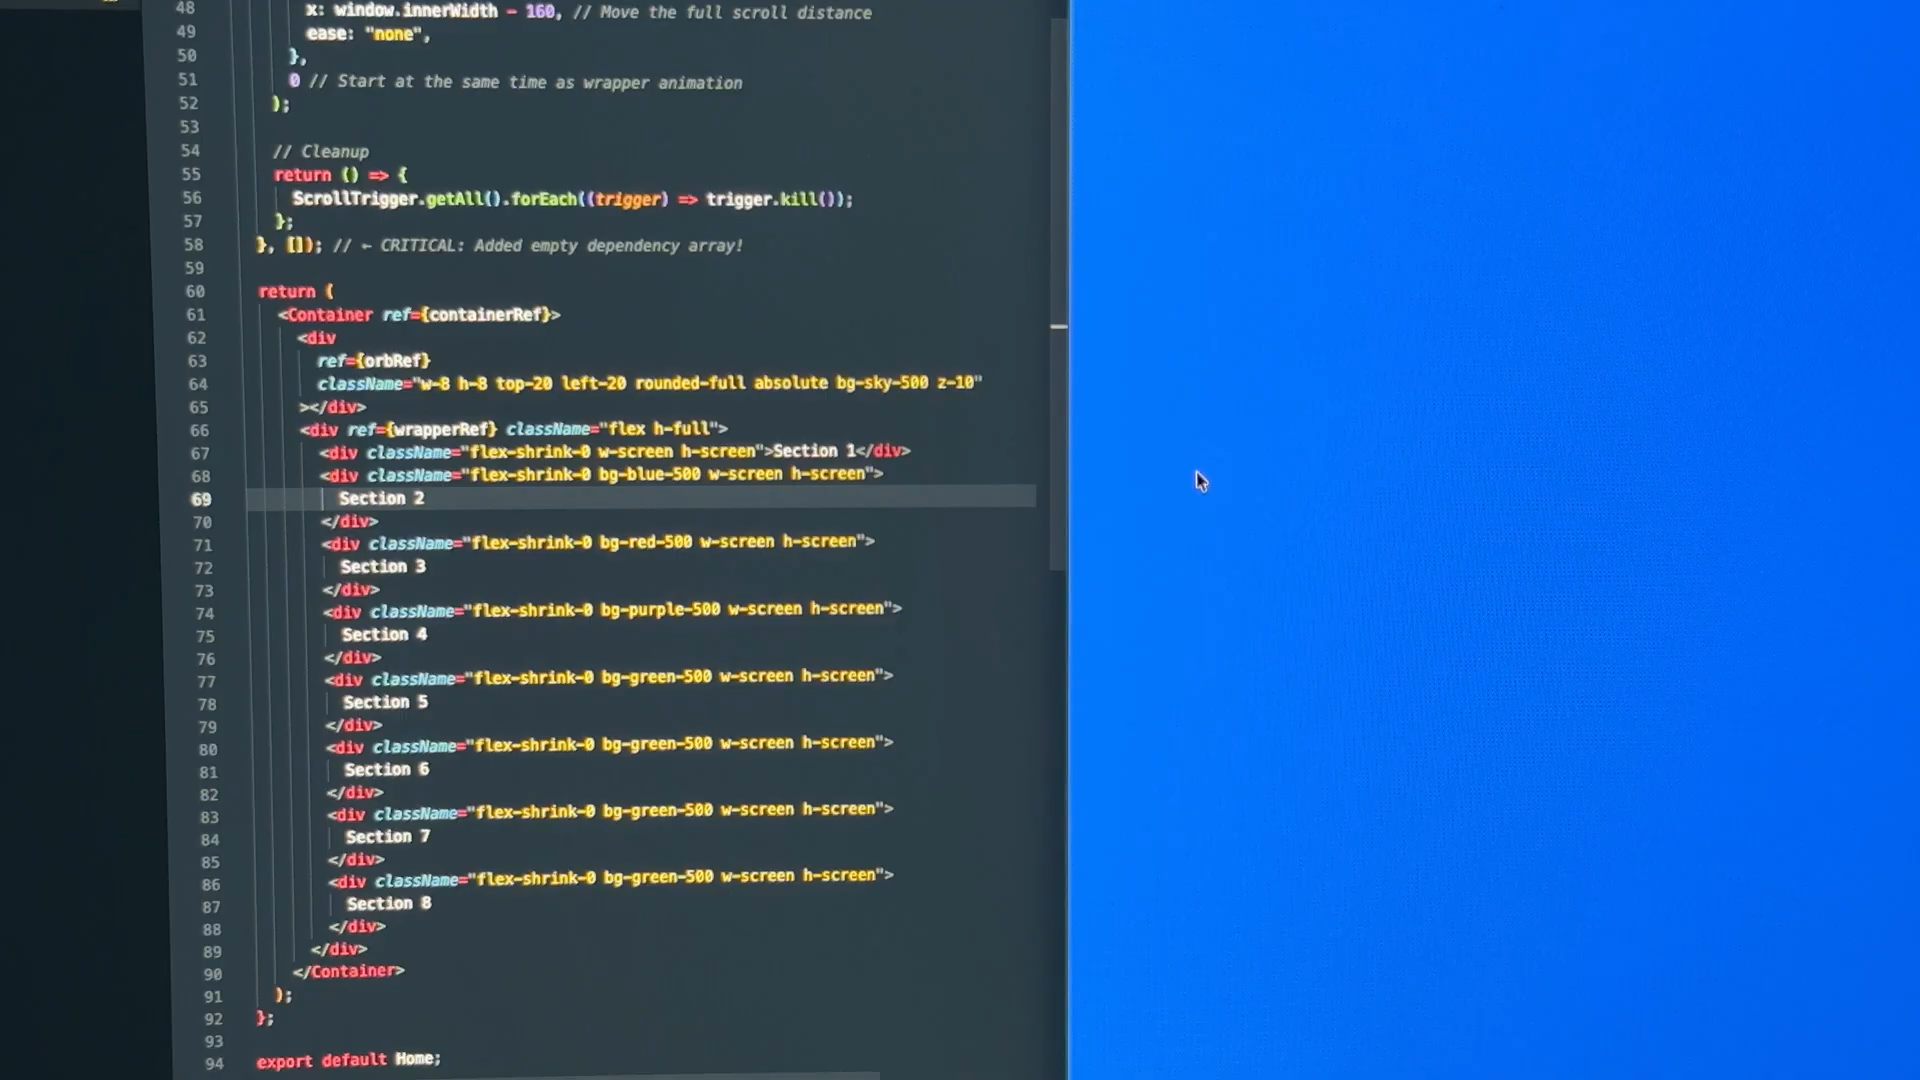 48 x: window.innerWidth - 160, // Move the full scroll distance
49 ease: "none",
50 },
51 0 // Start at the same time as wrapper animation
52 );
53
54 // Cleanup
55 return () => {
56 ScrollTrigger.getAll().forEach((trigger) => trigger.kill());
57 };
58 }, []); // ← CRITICAL: Added empty dependency array!
59
60 return (
61 <Container ref={containerRef}>
62 <div
63 ref={orbRef}
64 className="w-8 h-8 top-20 left-20 rounded-full absolute bg-sky-500 z-10"
65 ></div>
66 <div ref={wrapperRef} className="flex h-full">
67 <div className="flex-shrink-0 w-screen h-screen">Section 1</div>
68 <div className="flex-shrink-0 bg-blue-500 w-screen h-screen">
69 Section 2
70 </div>
71 <div className="flex-shrink-0 bg-red-500 w-screen h-screen">
72 Section 3
73 </div>
74 <div className="flex-shrink-0 bg-purple-500 w-screen h-screen">
75 Section 4
76 </div>
77 <div className="flex-shrink-0 bg-green-500 w-screen h-screen">
78 Section 5
79 </div>
80 <div className="flex-shrink-0 bg-green-500 w-screen h-screen">
81 Section 6
82 </div>
83 <div className="flex-shrink-0 bg-green-500 w-screen h-screen">
84 Section 7
85 </div>
86 <div className="flex-shrink-0 bg-green-500 w-screen h-screen">
87 Section 8
88 </div>
89 </div>
90 </Container>
91 );
92 };
93
94 export default Home;